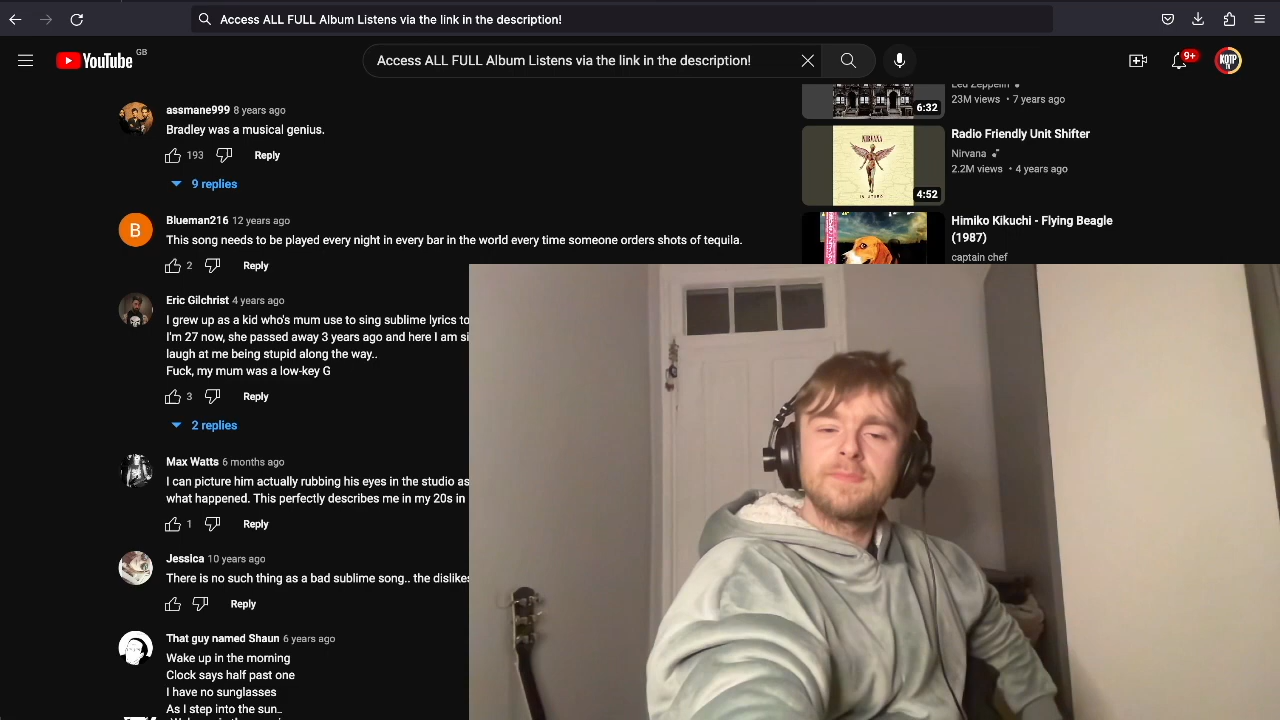 Access ALL FULL Album Listens via the link in the description!
YouTube GB
Access ALL FULL Album Listens via the link in the description!
9+
KOTP
assmane999 8 years ago
Bradley was a musical genius.
193 Reply
9 replies
Blueman216 12 years ago
B
This song needs to be played every night in every bar in the world every time someone orders shots of tequila.
2 Reply
Eric Gilchrist 4 years ago
I grew up as a kid who's mum use to sing sublime lyrics to
I'm 27 now, she passed away 3 years ago and here I am si
laugh at me being stupid along the way..
Fuck, my mum was a low-key G
3 Reply
2 replies
Max Watts 6 months ago
I can picture him actually rubbing his eyes in the studio as
what happened. This perfectly describes me in my 20s in
1 Reply
Jessica 10 years ago
There is no such thing as a bad sublime song.. the dislikes
Reply
That guy named Shaun 6 years ago
Wake up in the morning
Clock says half past one
I have no sunglasses
As I step into the sun..
Led Zeppelin
23M views • 7 years ago
6:32
Radio Friendly Unit Shifter
Nirvana
2.2M views • 4 years ago
NIRVANA
IN UTERO
4:52
Himiko Kikuchi - Flying Beagle
(1987)
captain chef